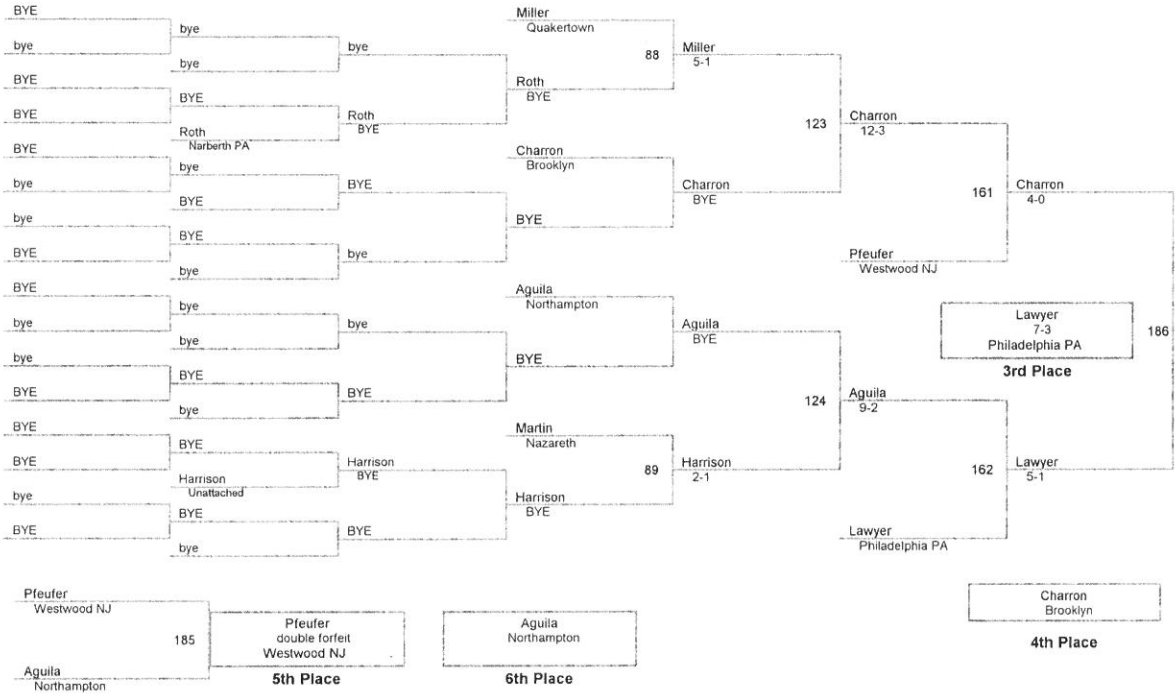 BYE
bye
BYE
BYE
BYE
bye
bye
BYE
BYE
bye
bye
BYE
BYE
BYE
bye
BYE
bye
bye
BYE
Roth
Narberth PA
bye
BYE
BYE
bye
bye
bye
BYE
bye
BYE
Harrison
Unattached
BYE
bye
bye
Roth
BYE
BYE
bye
bye
BYE
Harrison
BYE
BYE
Miller
Quakertown
Roth
BYE
Charron
Brooklyn
BYE
Aguila
Northampton
BYE
Martin
Nazareth
Harrison
BYE
88
Miller
5-1
Charron
BYE
Aguila
BYE
89
Harrison
2-1
123
Charron
12-3
Pfeufer
Westwood NJ
124
Aguila
9-2
Lawyer
Philadelphia PA
161
Charron
4-0
162
Lawyer
5-1
186
Lawyer
7-3
Philadelphia PA
3rd Place
Charron
Brooklyn
4th Place
Pfeufer
Westwood NJ
185
Aguila
Northampton
Pfeufer
double forfeit
Westwood NJ
5th Place
Aguila
Northampton
6th Place